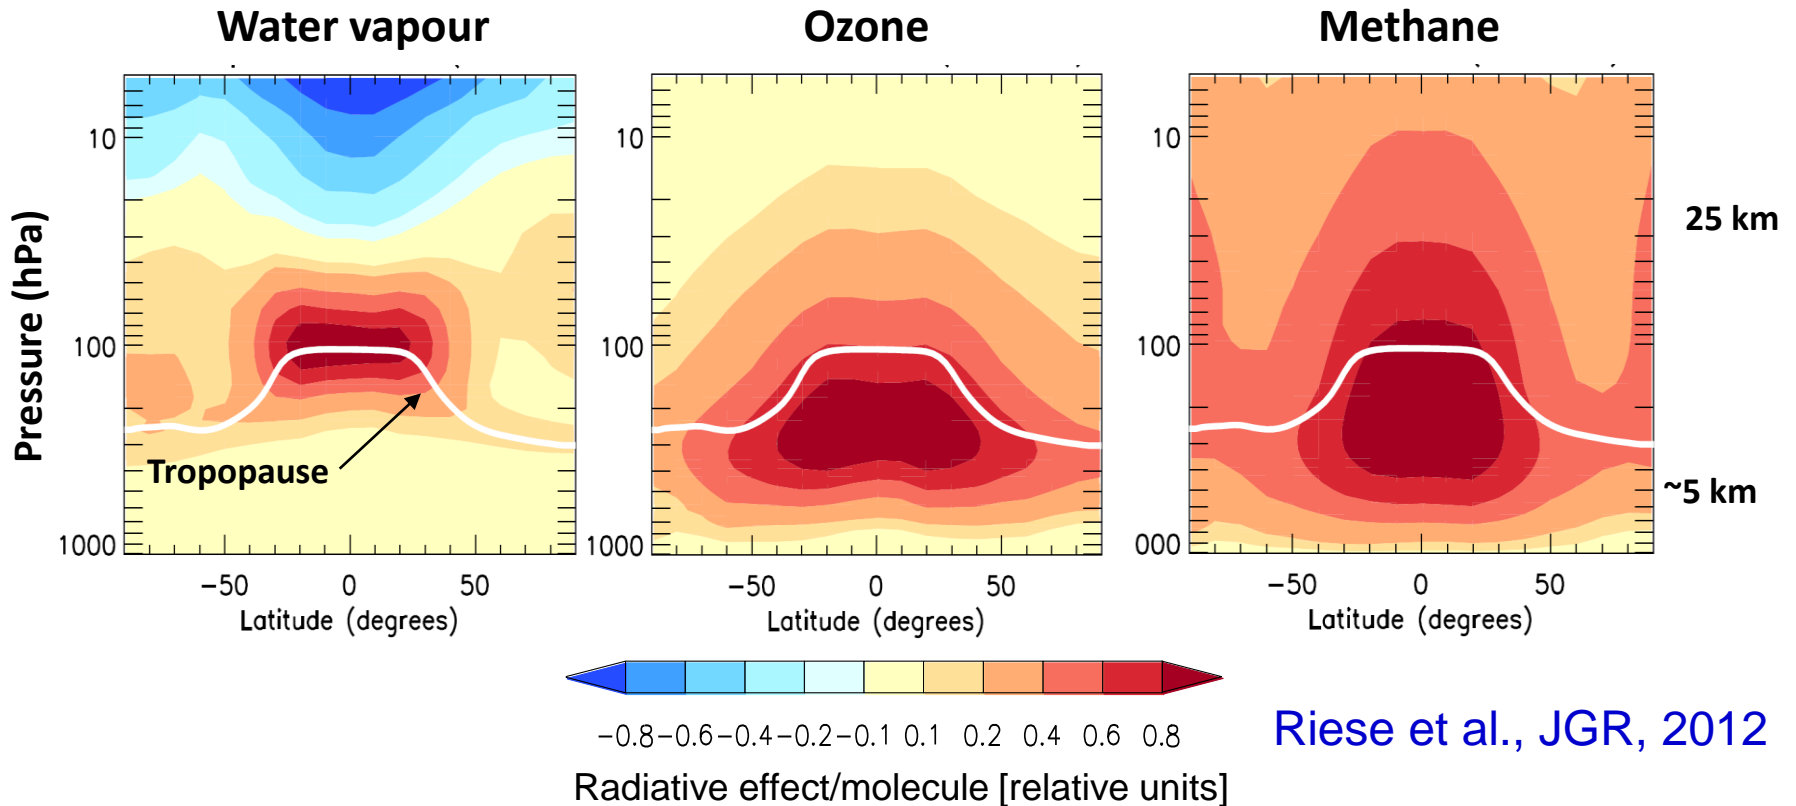 Water vapour
Ozone
Methane
Pressure (hPa)
10
100
1000
Tropopause
−50 0 50
Latitude (degrees)
10
100
1000
−50 0 50
Latitude (degrees)
10
100
000
−50 0 50
Latitude (degrees)
25 km
~5 km
−0.8 −0.6 −0.4 −0.2 −0.1 0.1 0.2 0.4 0.6 0.8
Radiative effect/molecule [relative units]
Riese et al., JGR, 2012